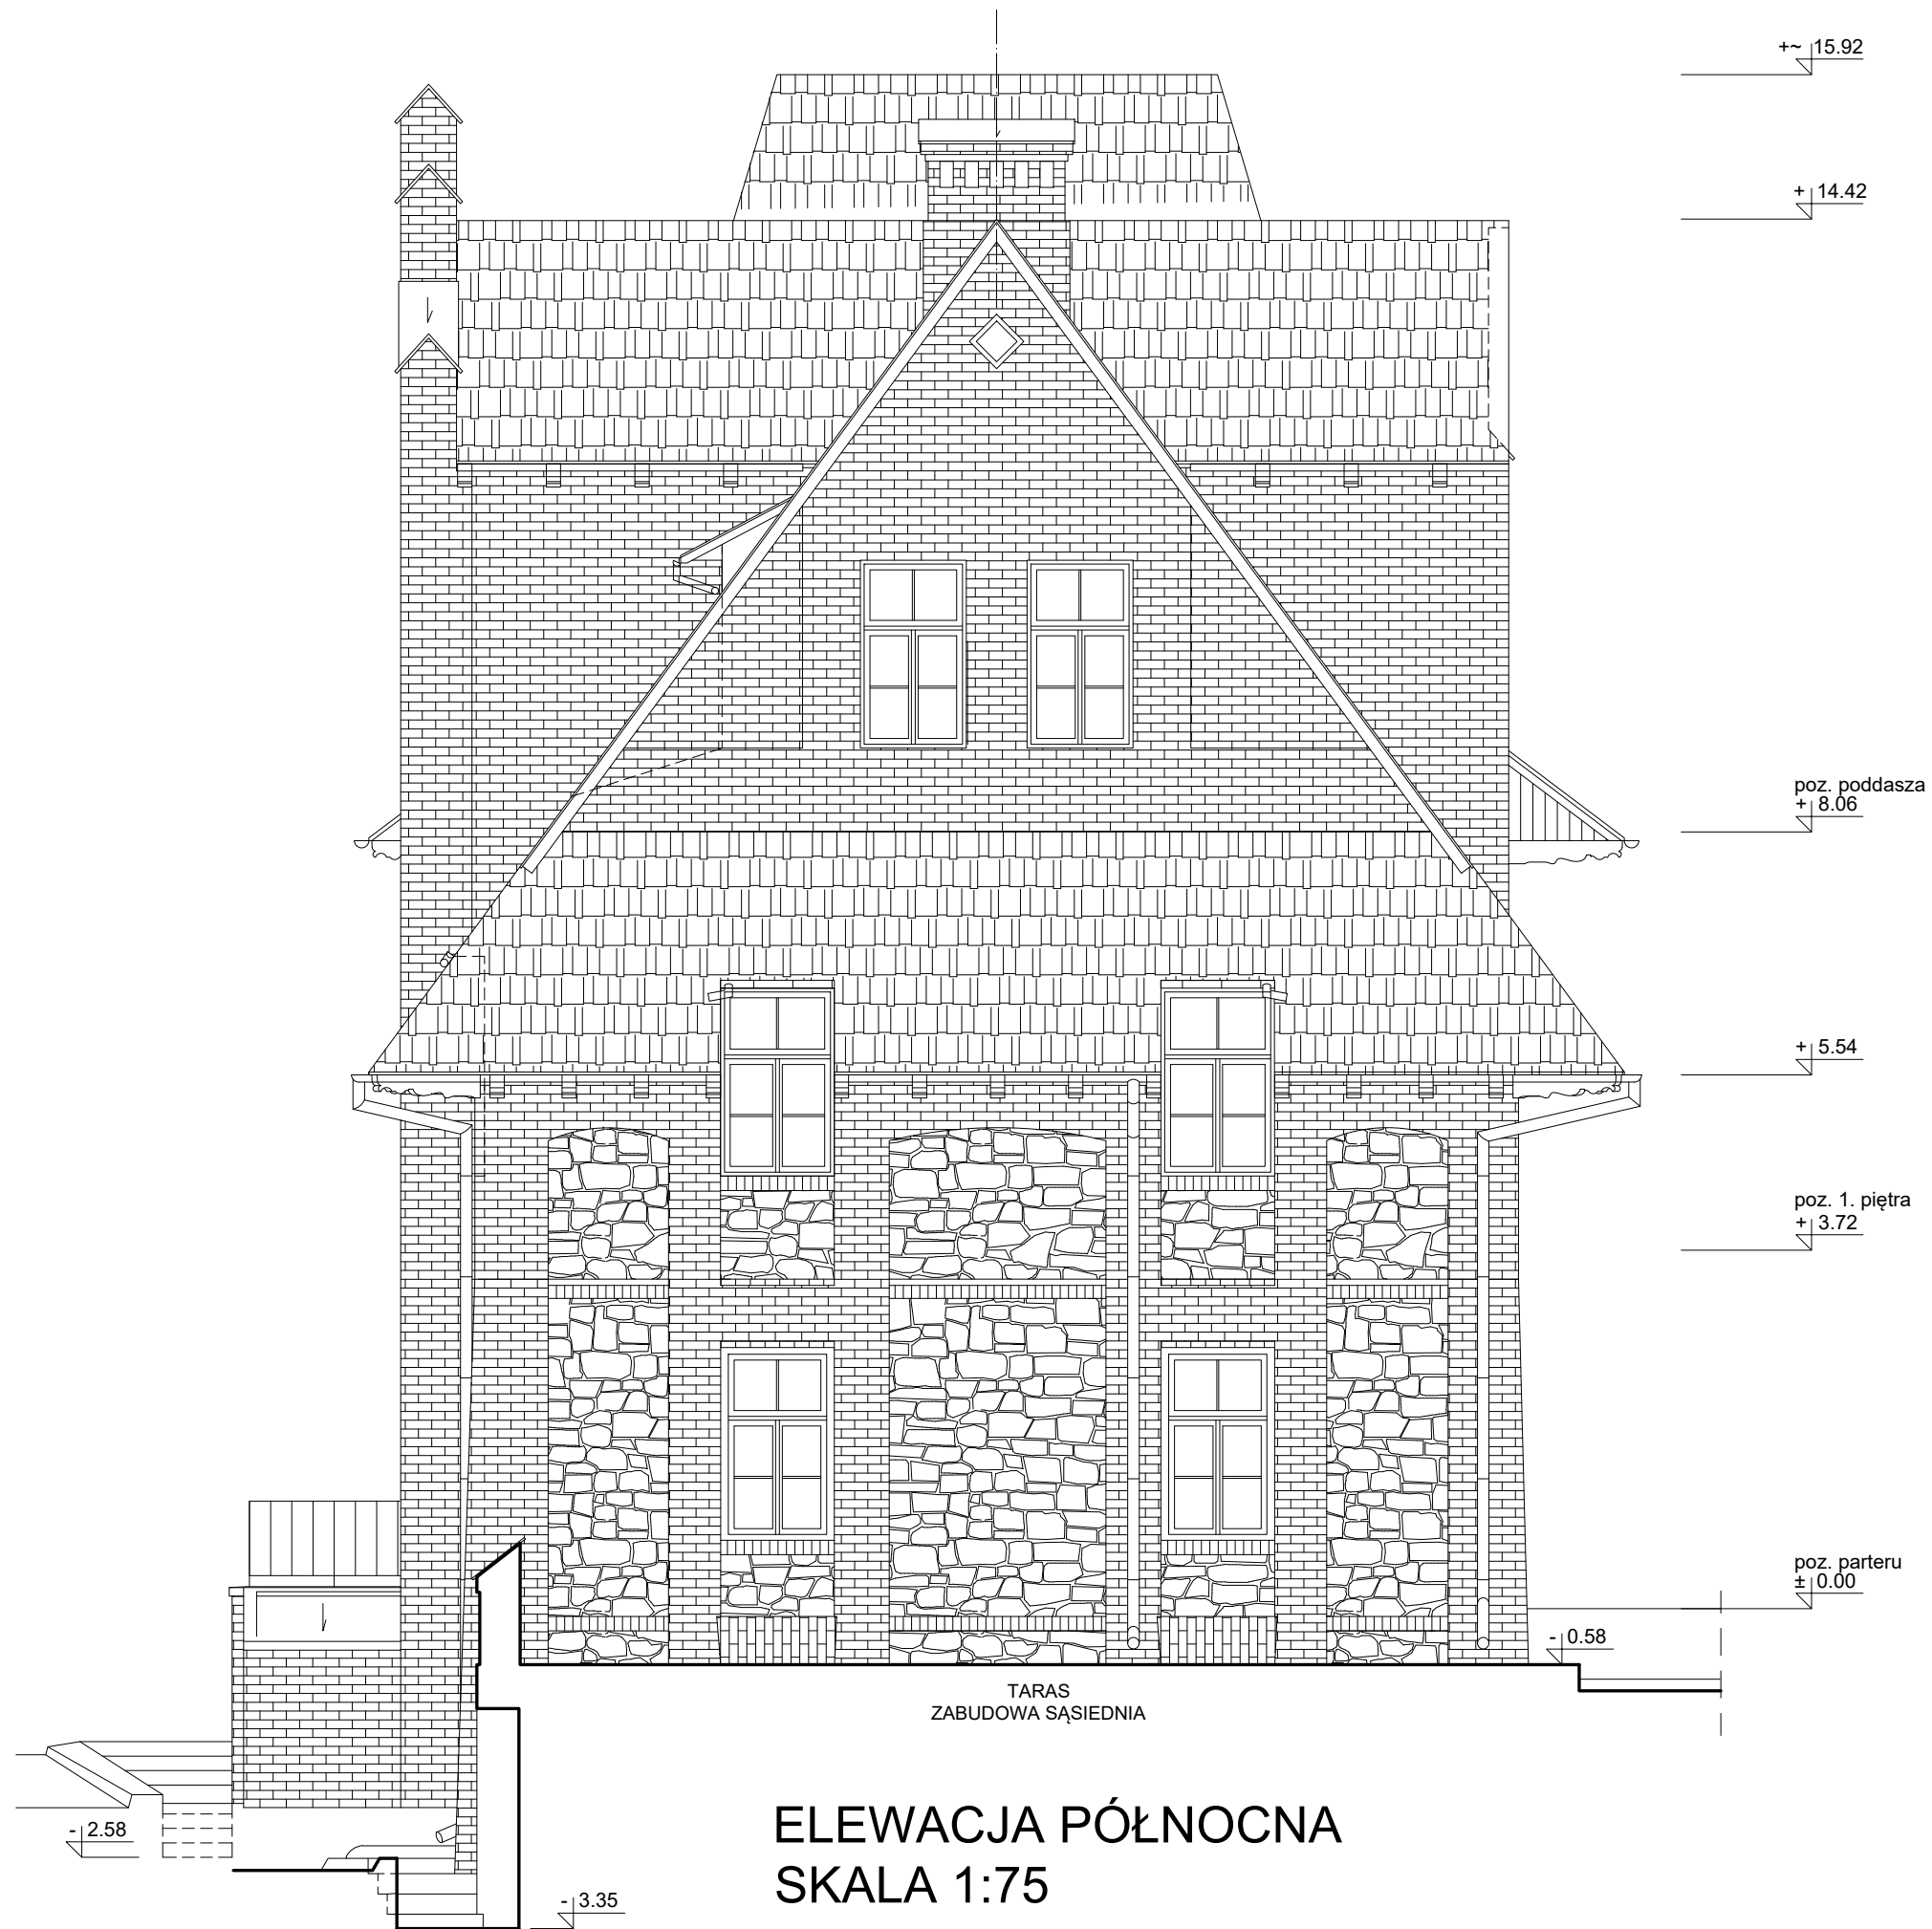 +~ 15.92
+ 14.42
poz. poddasza
+ 8.06
+ 5.54
poz. 1. piętra
+ 3.72
poz. parteru
± 0.00
- 0.58
TARAS
ZABUDOWA SĄSIEDNIA
ELEWACJA PÓŁNOCNA
SKALA 1:75
- 2.58
- 3.35